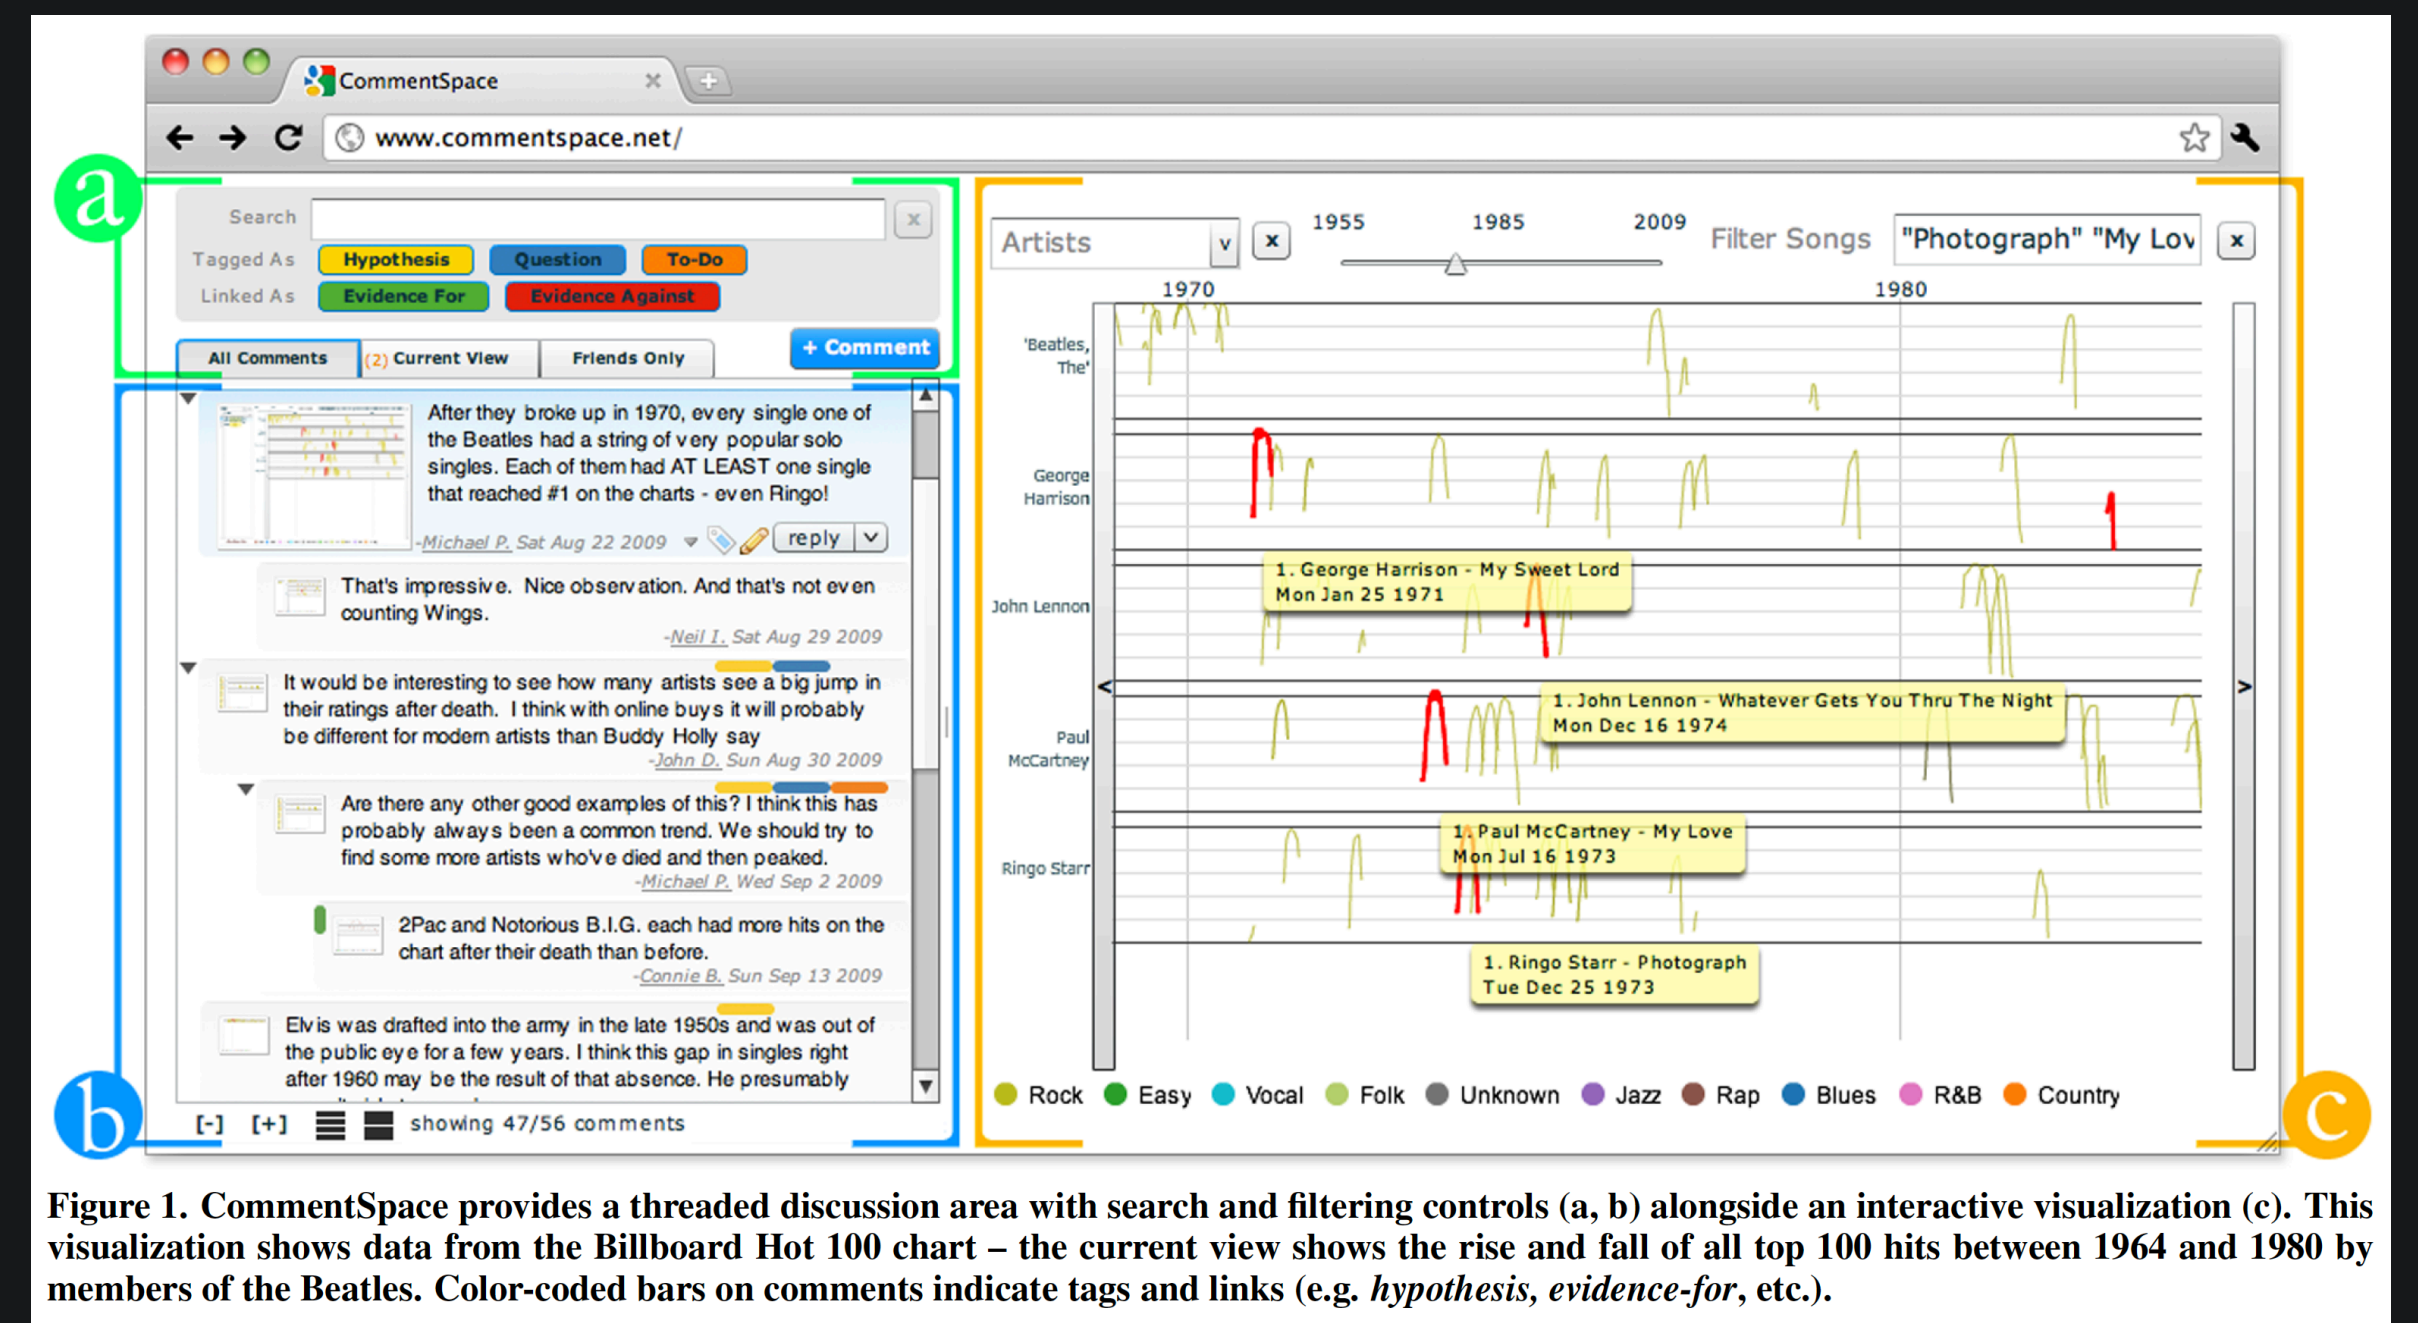 CommentSpace
www.commentspace.net/
a
Search
x
Tagged As Hypothesis Question To-Do
Linked As Evidence For Evidence Against
All Comments (2) Current View Friends Only + Comment
After they broke up in 1970, every single one of
the Beatles had a string of very popular solo
singles. Each of them had AT LEAST one single
that reached #1 on the charts - even Ringo!
-Michael P. Sat Aug 22 2009 reply
That's impressive. Nice observation. And that's not even
counting Wings.
-Neil I. Sat Aug 29 2009
It would be interesting to see how many artists see a big jump in
their ratings after death. I think with online buys it will probably
be different for modern artists than Buddy Holly say
-John D. Sun Aug 30 2009
Are there any other good examples of this? I think this has
probably always been a common trend. We should try to
find some more artists who've died and then peaked.
-Michael P. Wed Sep 2 2009
2Pac and Notorious B.I.G. each had more hits on the
chart after their death than before.
-Connie B. Sun Sep 13 2009
Elvis was drafted into the army in the late 1950s and was out of
the public eye for a few years. I think this gap in singles right
after 1960 may be the result of that absence. He presumably
b
[-] [+] showing 47/56 comments
Artists v x
1955 1985 2009
Filter Songs "Photograph" "My Lov x
1970 1980
'Beatles,
The'
George
Harrison
1. George Harrison - My Sweet Lord
Mon Jan 25 1971
John Lennon
<
>
1. John Lennon - Whatever Gets You Thru The Night
Mon Dec 16 1974
Paul
McCartney
1. Paul McCartney - My Love
Mon Jul 16 1973
Ringo Starr
1. Ringo Starr - Photograph
Tue Dec 25 1973
Rock Easy Vocal Folk Unknown Jazz Rap Blues R&B Country
c
Figure 1. CommentSpace provides a threaded discussion area with search and filtering controls (a, b) alongside an interactive visualization (c). This
visualization shows data from the Billboard Hot 100 chart – the current view shows the rise and fall of all top 100 hits between 1964 and 1980 by
members of the Beatles. Color-coded bars on comments indicate tags and links (e.g. hypothesis, evidence-for, etc.).